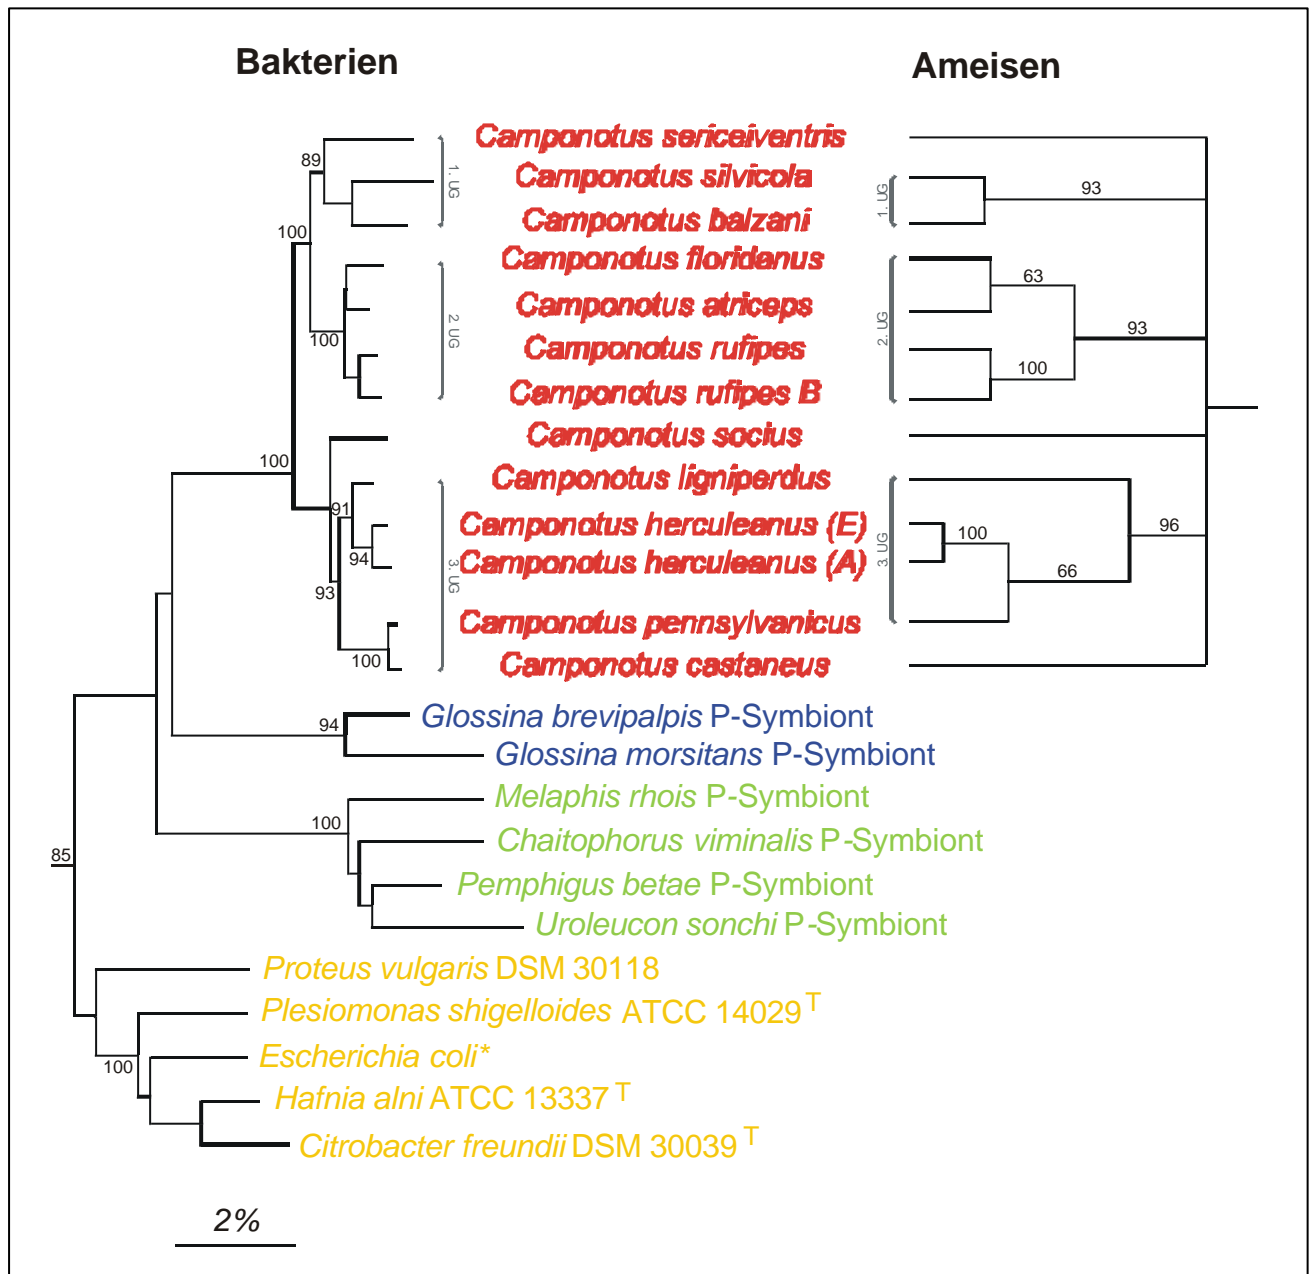 Bakterien
Ameisen
Camponotus sericeiventris
89
1. UG
Camponotus silvicola
93
1. UG
Camponotus balzani
100
Camponotus floridanus
63
Camponotus atriceps
2. UG
100
2. UG
93
Camponotus rufipes
100
Camponotus rufipes B
Camponotus socius
100
Camponotus ligniperdus
91
Camponotus herculeanus (E)
100
96
94
Camponotus herculeanus (A)
3. UG
3. UG
66
93
Camponotus pennsylvanicus
100
Camponotus castaneus
94
Glossina brevipalpis P-Symbiont
Glossina morsitans P-Symbiont
Melaphis rhois P-Symbiont
100
Chaitophorus viminalis P-Symbiont
85
Pemphigus betae P-Symbiont
Uroleucon sonchi P-Symbiont
Proteus vulgaris DSM 30118
Plesiomonas shigelloides ATCC 14029 T
100
Escherichia coli*
Hafnia alni ATCC 13337 T
Citrobacter freundii DSM 30039 T
2%